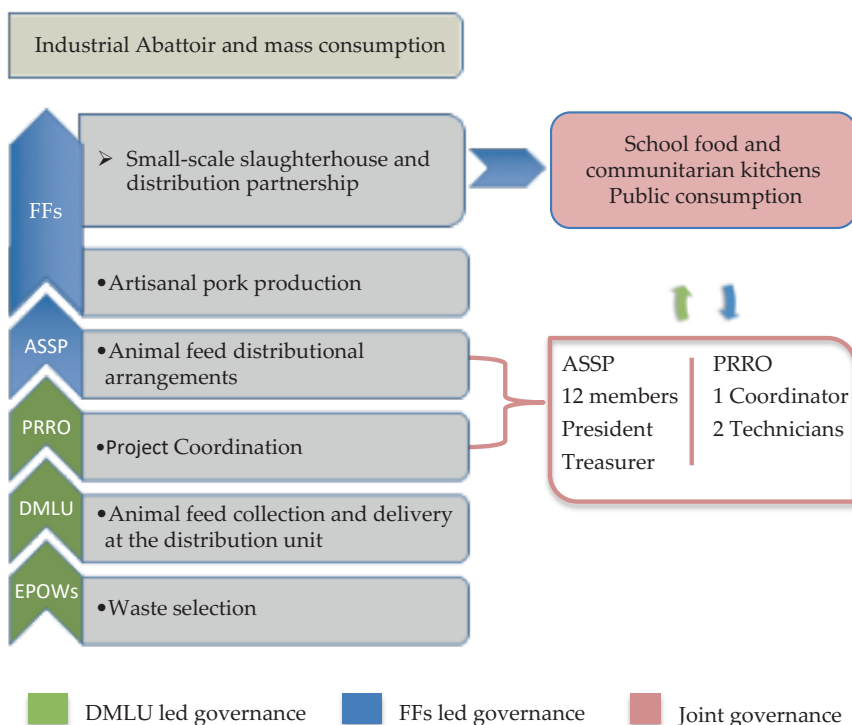 Industrial Abattoir and mass consumption
FFs
➢ Small-scale slaughterhouse and
distribution partnership
School food and
communitarian kitchens
Public consumption
•Artisanal pork production
ASSP
•Animal feed distributional
arrangements
PRRO
•Project Coordination
ASSP
12 members
President
Treasurer
PRRO
1 Coordinator
2 Technicians
DMLU
•Animal feed collection and delivery
at the distribution unit
EPOWs
•Waste selection
DMLU led governance
FFs led governance
Joint governance